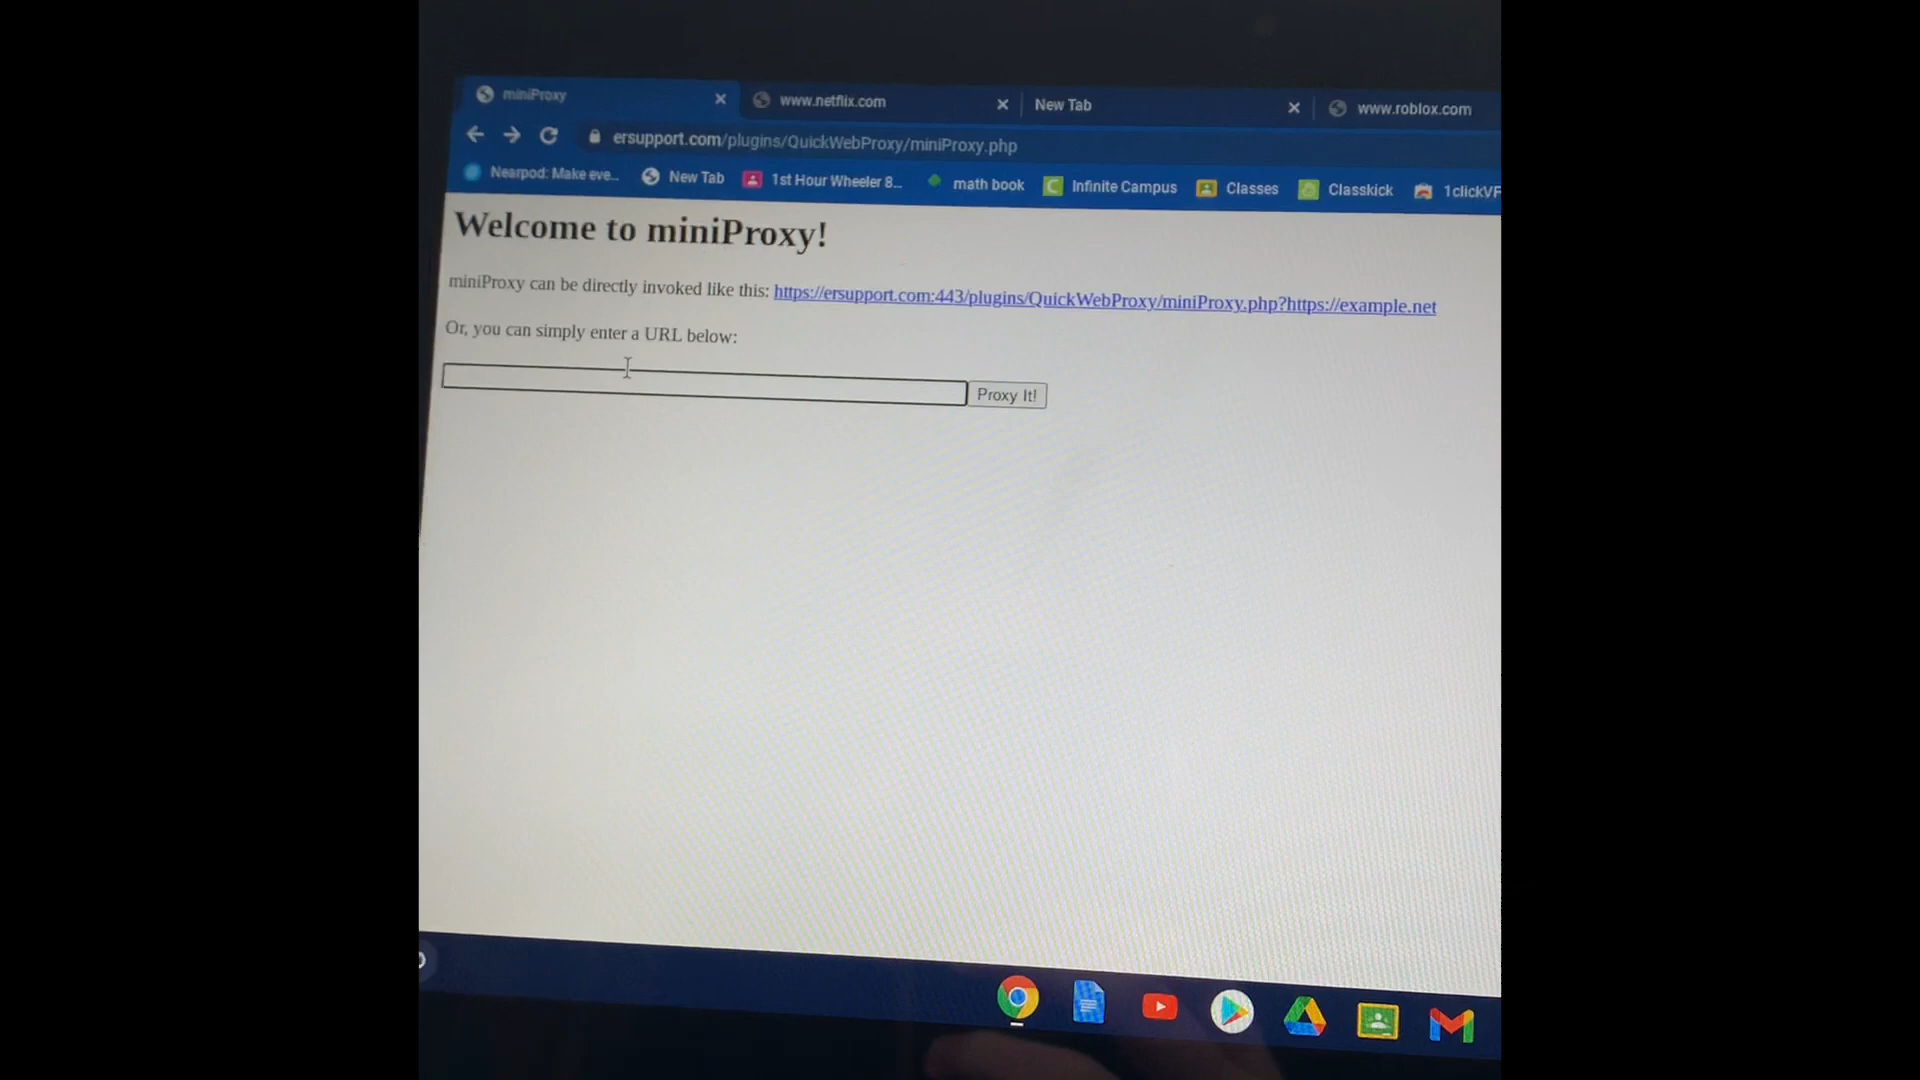 miniProxy
www.netflix.com
New Tab
www.roblox.com
ersupport.com/plugins/QuickWebProxy/miniProxy.php
Nearpod: Make eve...
New Tab
1st Hour Wheeler 8...
math book
Infinite Campus
Classes
Classkick
1clickVP
Welcome to miniProxy!
miniProxy can be directly invoked like this: https://ersupport.com:443/plugins/QuickWebProxy/miniProxy.php?https://example.net
Or, you can simply enter a URL below:
Proxy It!